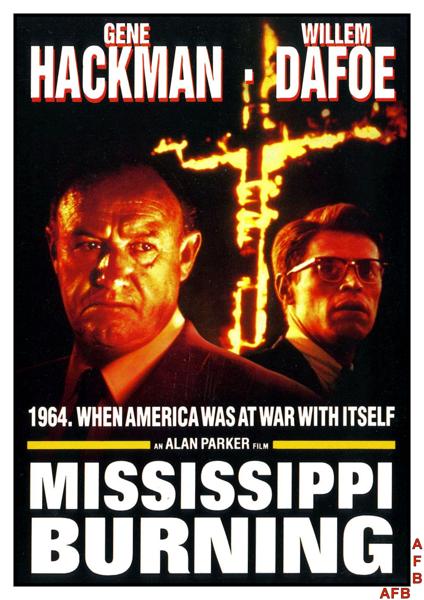 GENE WILLEM
HACKMAN · DAFOE
1964. WHEN AMERICA WAS AT WAR WITH ITSELF
AN ALAN PARKER FILM
MISSISSIPPI
BURNING
A
F
B
AFB